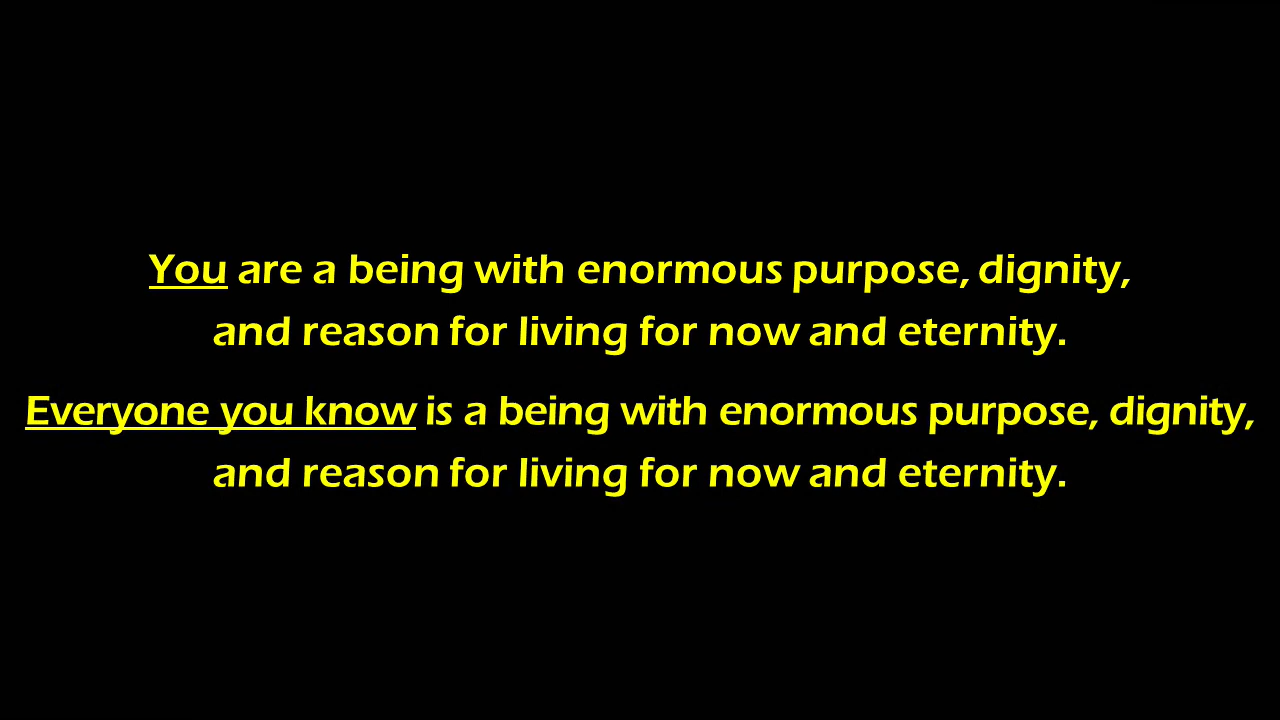 You are a being with enormous purpose, dignity,
and reason for living for now and eternity.
Everyone you know is a being with enormous purpose, dignity,
and reason for living for now and eternity.